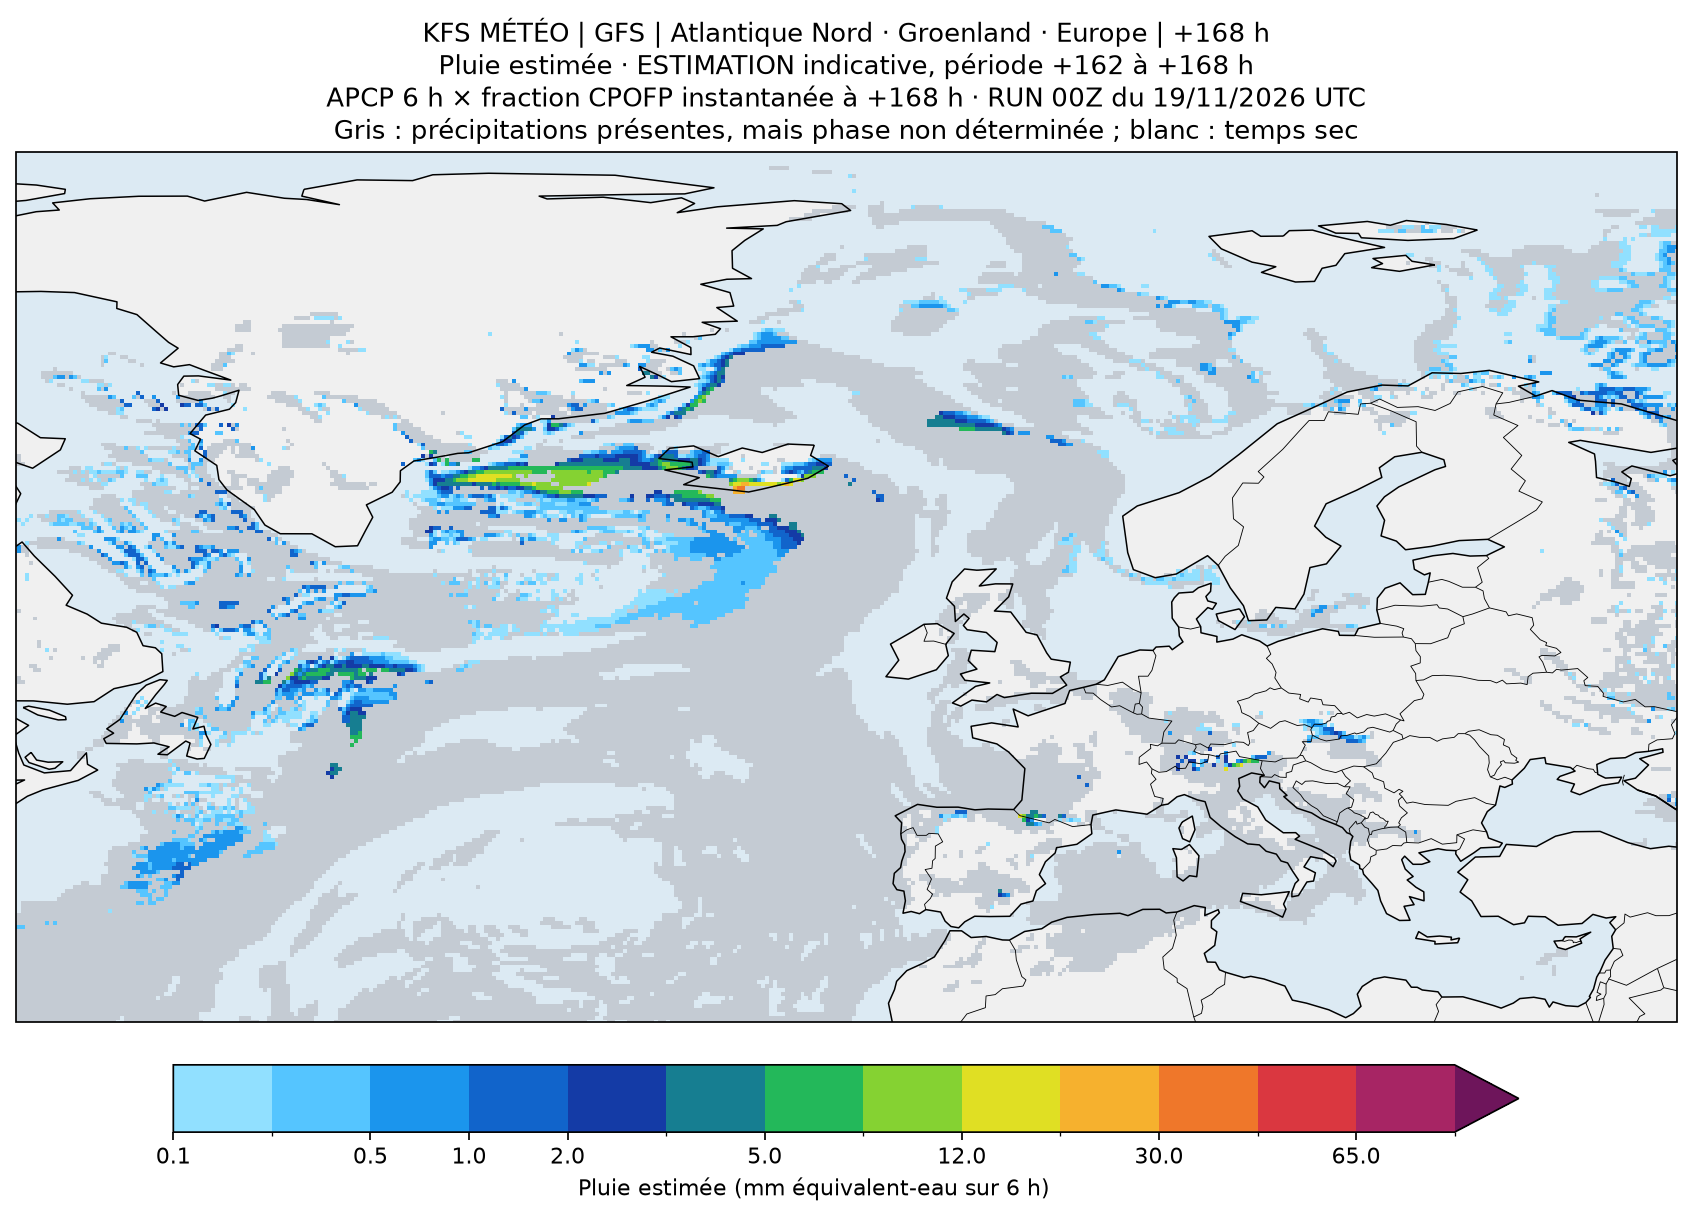 KFS MÉTÉO | GFS | Atlantique Nord · Groenland · Europe | +168 h
Pluie estimée · ESTIMATION indicative, période +162 à +168 h
APCP 6 h × fraction CPOFP instantanée à +168 h · RUN 00Z du 19/11/2026 UTC
Gris : précipitations présentes, mais phase non déterminée ; blanc : temps sec
0.1 0.5 1.0 2.0 5.0 12.0 30.0 65.0
Pluie estimée (mm équivalent-eau sur 6 h)